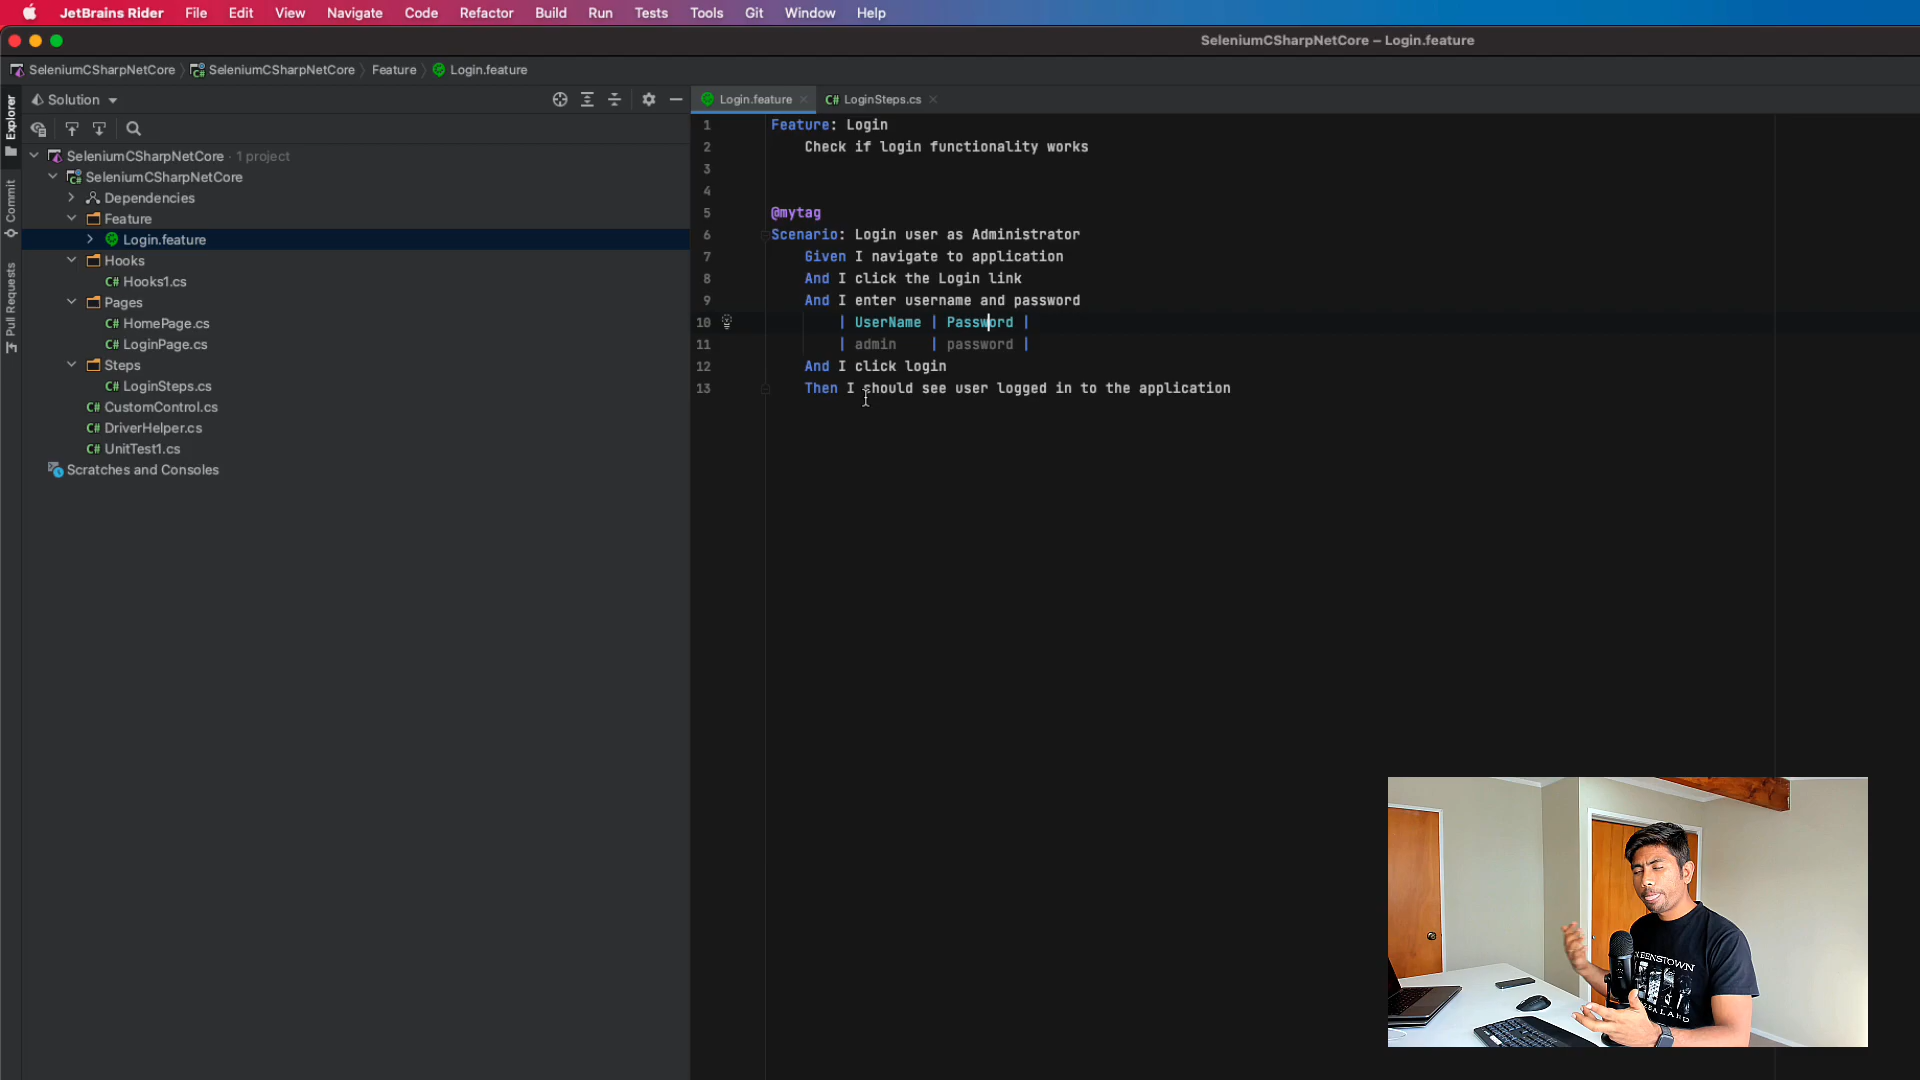 JetBrains Rider File Edit View Navigate Code Refactor Build Run Tests Tools Git Window Help
SeleniumCSharpNetCore – Login.feature
SeleniumCSharpNetCore SeleniumCSharpNetCore Feature Login.feature
Explorer
Commit
Pull Requests
Solution
SeleniumCSharpNetCore · 1 project
SeleniumCSharpNetCore
Dependencies
Feature
Login.feature
Hooks
C# Hooks1.cs
Pages
C# HomePage.cs
C# LoginPage.cs
Steps
C# LoginSteps.cs
C# CustomControl.cs
C# DriverHelper.cs
C# UnitTest1.cs
Scratches and Consoles
Login.feature C# LoginSteps.cs
1 Feature: Login
2 Check if login functionality works
3
4
5 @mytag
6 Scenario: Login user as Administrator
7 Given I navigate to application
8 And I click the Login link
9 And I enter username and password
10 | UserName | Password |
11 | admin | password |
12 And I click login
13 Then I should see user logged in to the application